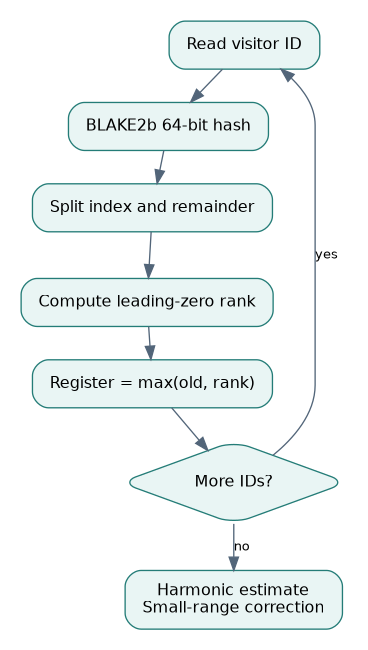 Read visitor ID
BLAKE2b 64-bit hash
Split index and remainder
yes
Compute leading-zero rank
Register = max(old, rank)
More IDs?
no
Harmonic estimate
Small-range correction